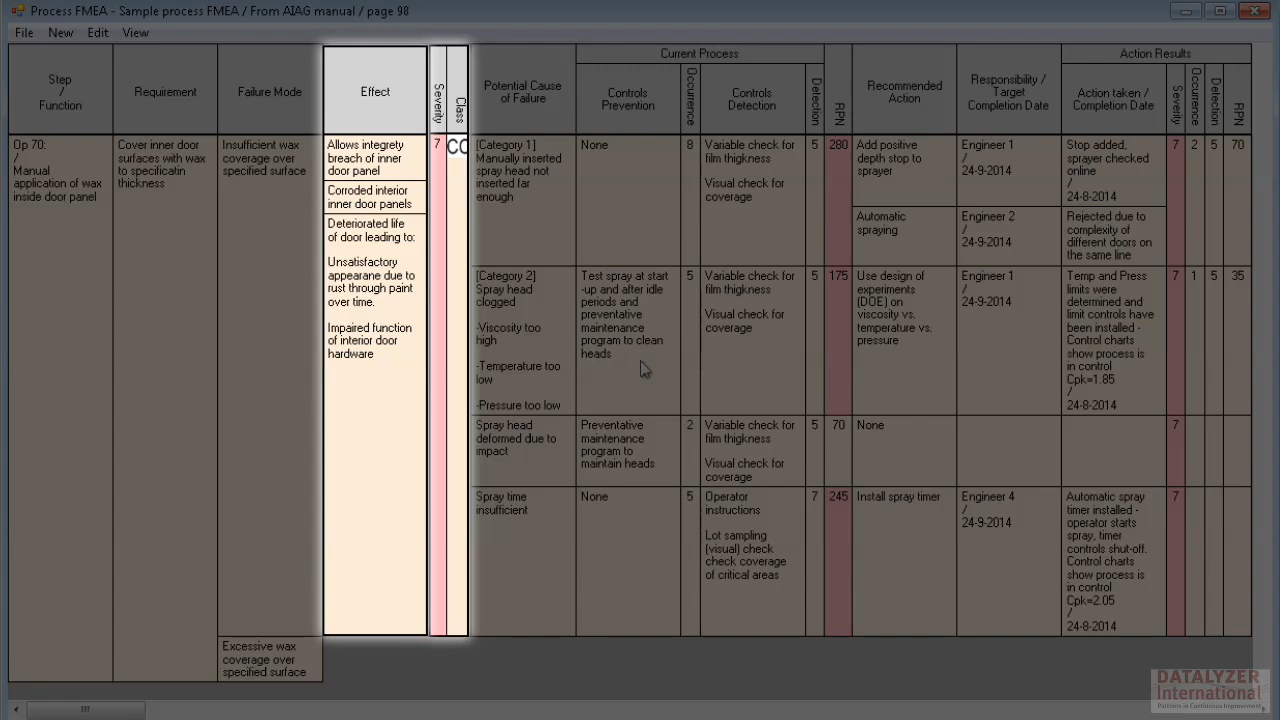 Process FMEA - Sample process FMEA / From AIAG manual / page 98
File New Edit View
Step
/
Function
Requirement
Failure Mode
Effect
Severity
Class
Potential Cause
of Failure
Current Process
Controls
Prevention
Occurrence
Controls
Detection
Detection
RPN
Recommended
Action
Responsibility /
Target
Completion Date
Action Results
Action taken /
Completion Date
Severity
Occurrence
Detection
RPN
Op 70:
/
Manual
application of wax
inside door panel
Cover inner door
surfaces with wax
to specificatin
thickness
Insufficient wax
coverage over
specified surface
Allows integrety
breach of inner
door panel
Corroded interior
inner door panels
Deteriorated life
of door leading to:
Unsatisfactory
appearane due to
rust through paint
over time.
Impaired function
of interior door
hardware
7
CC
[Category 1]
Manually inserted
spray head not
inserted far
enough
None
8
Variable check for
film thigkness
Visual check for
coverage
5
280
Add positive
depth stop to
sprayer
Engineer 1
/
24-9-2014
Stop added,
sprayer checked
online
/
24-8-2014
7
2
5
70
Automatic
spraying
Engineer 2
/
24-9-2014
Rejected due to
complexity of
different doors on
the same line
[Category 2]
Spray head
clogged
-Viscosity too
high
-Temperature too
low
-Pressure too low
Test spray at start
-up and after idle
periods and
preventative
maintenance
program to clean
heads
5
Variable check for
film thigkness
Visual check for
coverage
5
175
Use design of
experiments
(DOE) on
viscosity vs.
temperature vs.
pressure
Engineer 1
/
24-9-2014
Temp and Press
limits were
determined and
limit controls have
been installed -
Control charts
show process is
in control
Cpk=1.85
/
24-8-2014
7
1
5
35
Spray head
deformed due to
impact
Preventative
maintenance
program to
maintain heads
2
Variable check for
film thigkness
Visual check for
coverage
5
70
None
7
Spray time
insufficient
None
5
Operator
instructions
Lot sampling
(visual) check
check coverage
of critical areas
7
245
Install spray timer
Engineer 4
/
24-9-2014
Automatic spray
timer installed -
operator starts
spray, timer
controls shut-off.
Control charts
show process is
in control
Cpk=2.05
/
24-8-2014
7
Excessive wax
coverage over
specified surface
DATALYZER
International
Partners in Continuous Improvement